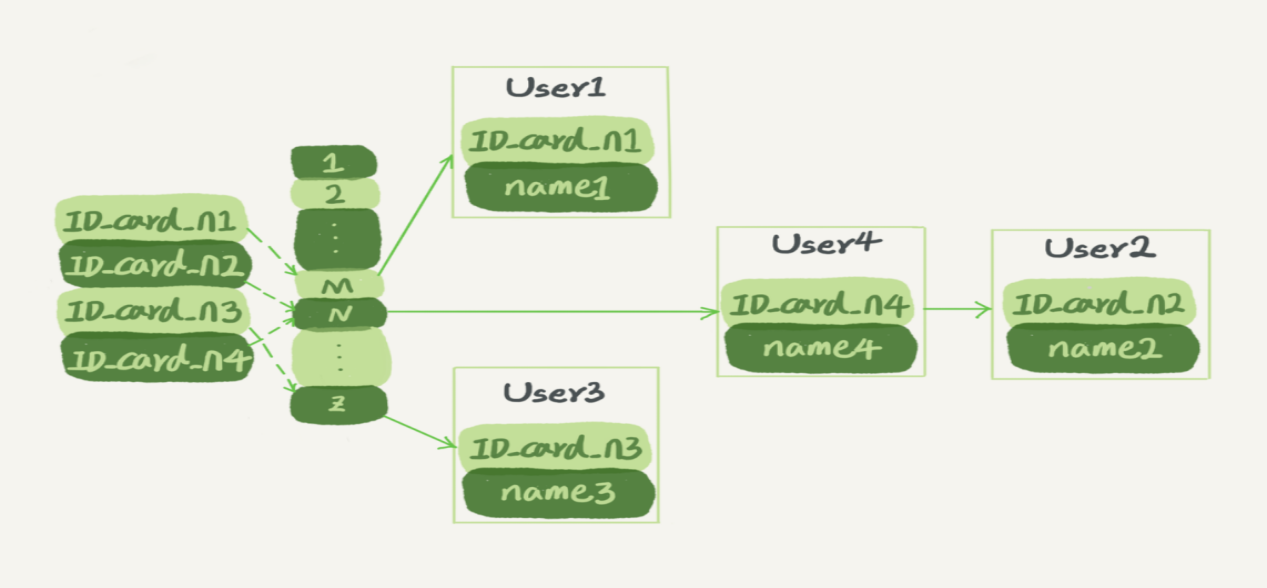 ID_card_n1
ID_card_n2
ID_card_n3
ID_card_n4
1
2
⋮
M
N
⋮
Z
User1
ID_card_n1
name1
User4
ID_card_n4
name4
User2
ID_card_n2
name2
User3
ID_card_n3
name3